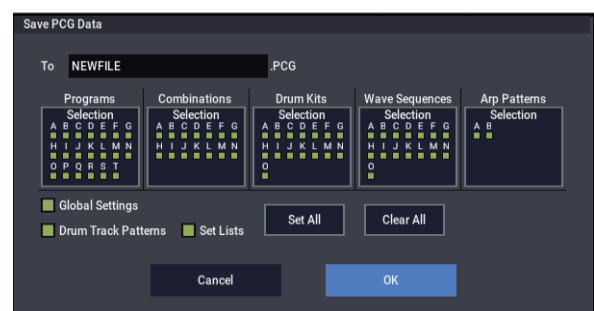 Save PCG Data
To NEWFILE .PCG
Programs Combinations Drum Kits Wave Sequences Arp Patterns
Selection Selection Selection Selection Selection
A B C D E F G A B C D E F G A B C D E F G A B C D E F G A B
H I J K L M N H I J K L M N H I J K L M N H I J K L M N
O P Q R S T O O
Global Settings
Set All Clear All
Drum Track Patterns Set Lists
Cancel OK